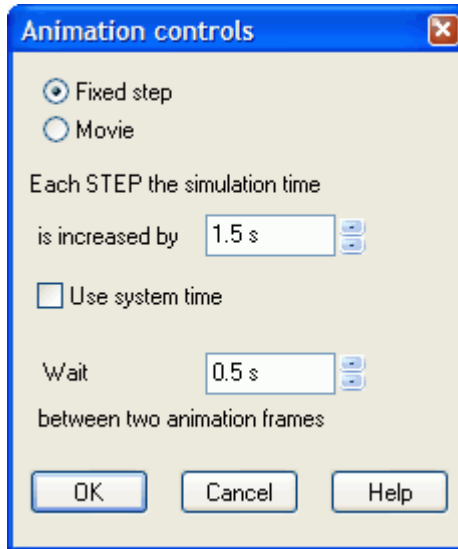 Animation controls
Fixed step
Movie
Each STEP the simulation time
is increased by 1.5 s
Use system time
Wait 0.5 s
between two animation frames
OK Cancel Help